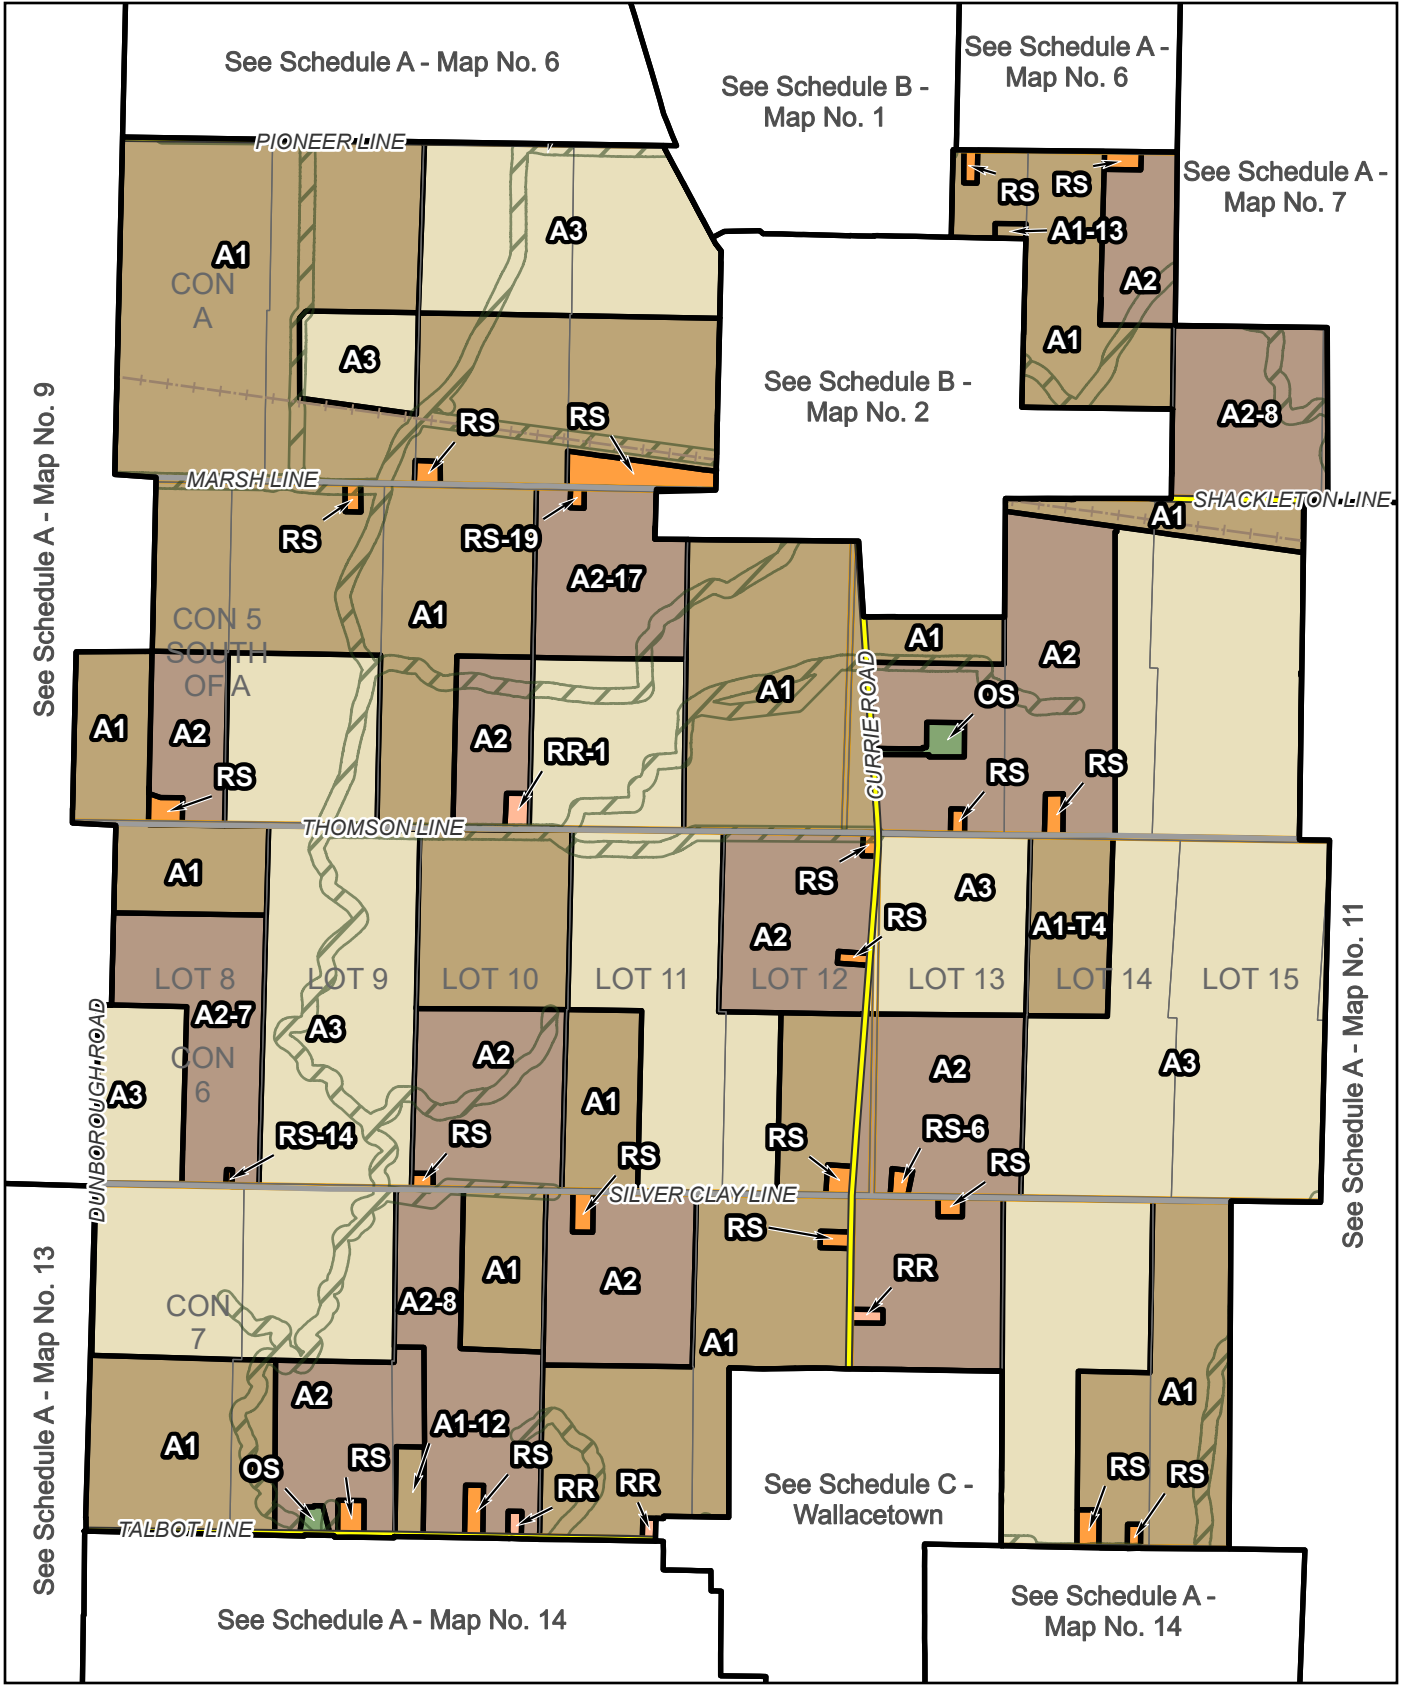 See Schedule A - Map No. 6
See Schedule B -
Map No. 1
See Schedule A -
Map No. 6
See Schedule A -
Map No. 7
PIONEER LINE
RS
RS
A1-13
A3
A1
CON
A
A2
A1
A3
See Schedule B -
Map No. 2
A2-8
RS
RS
See Schedule A - Map No. 9
MARSH LINE
SHACKLETON LINE
A1
RS
RS-19
A2-17
A1
CON 5
SOUTH
OF A
A1
A2
A1
CURRIE ROAD
OS
A1
A2
A2
RR-1
RS
RS
RS
THOMSON LINE
A1
RS
A3
RS
A2
A1-T4
LOT 8
LOT 9
LOT 10
LOT 11
LOT 12
LOT 13
LOT 14
LOT 15
See Schedule A - Map No. 11
DUNBOROUGH ROAD
A2-7
A3
CON
6
A2
A3
A1
A2
A3
RS-14
RS
RS
RS
RS-6
RS
SILVER CLAY LINE
RS
A1
A2
RR
A2-8
CON
7
A1
See Schedule A - Map No. 13
A2
A1-12
A1
A1
OS
RS
RS
RR
RR
RS
RS
See Schedule C -
Wallacetown
TALBOT LINE
See Schedule A - Map No. 14
See Schedule A -
Map No. 14